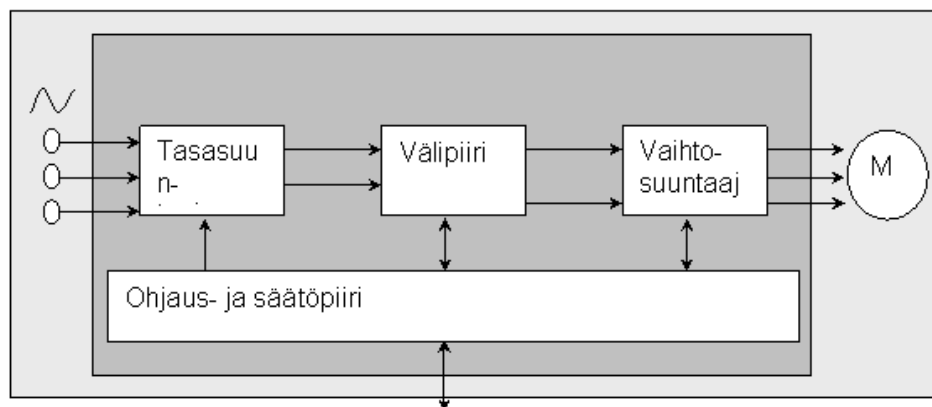 Tasasuu
n-
Välipiiri
Vaihto-
suuntaaj
M
Ohjaus- ja säätöpiiri